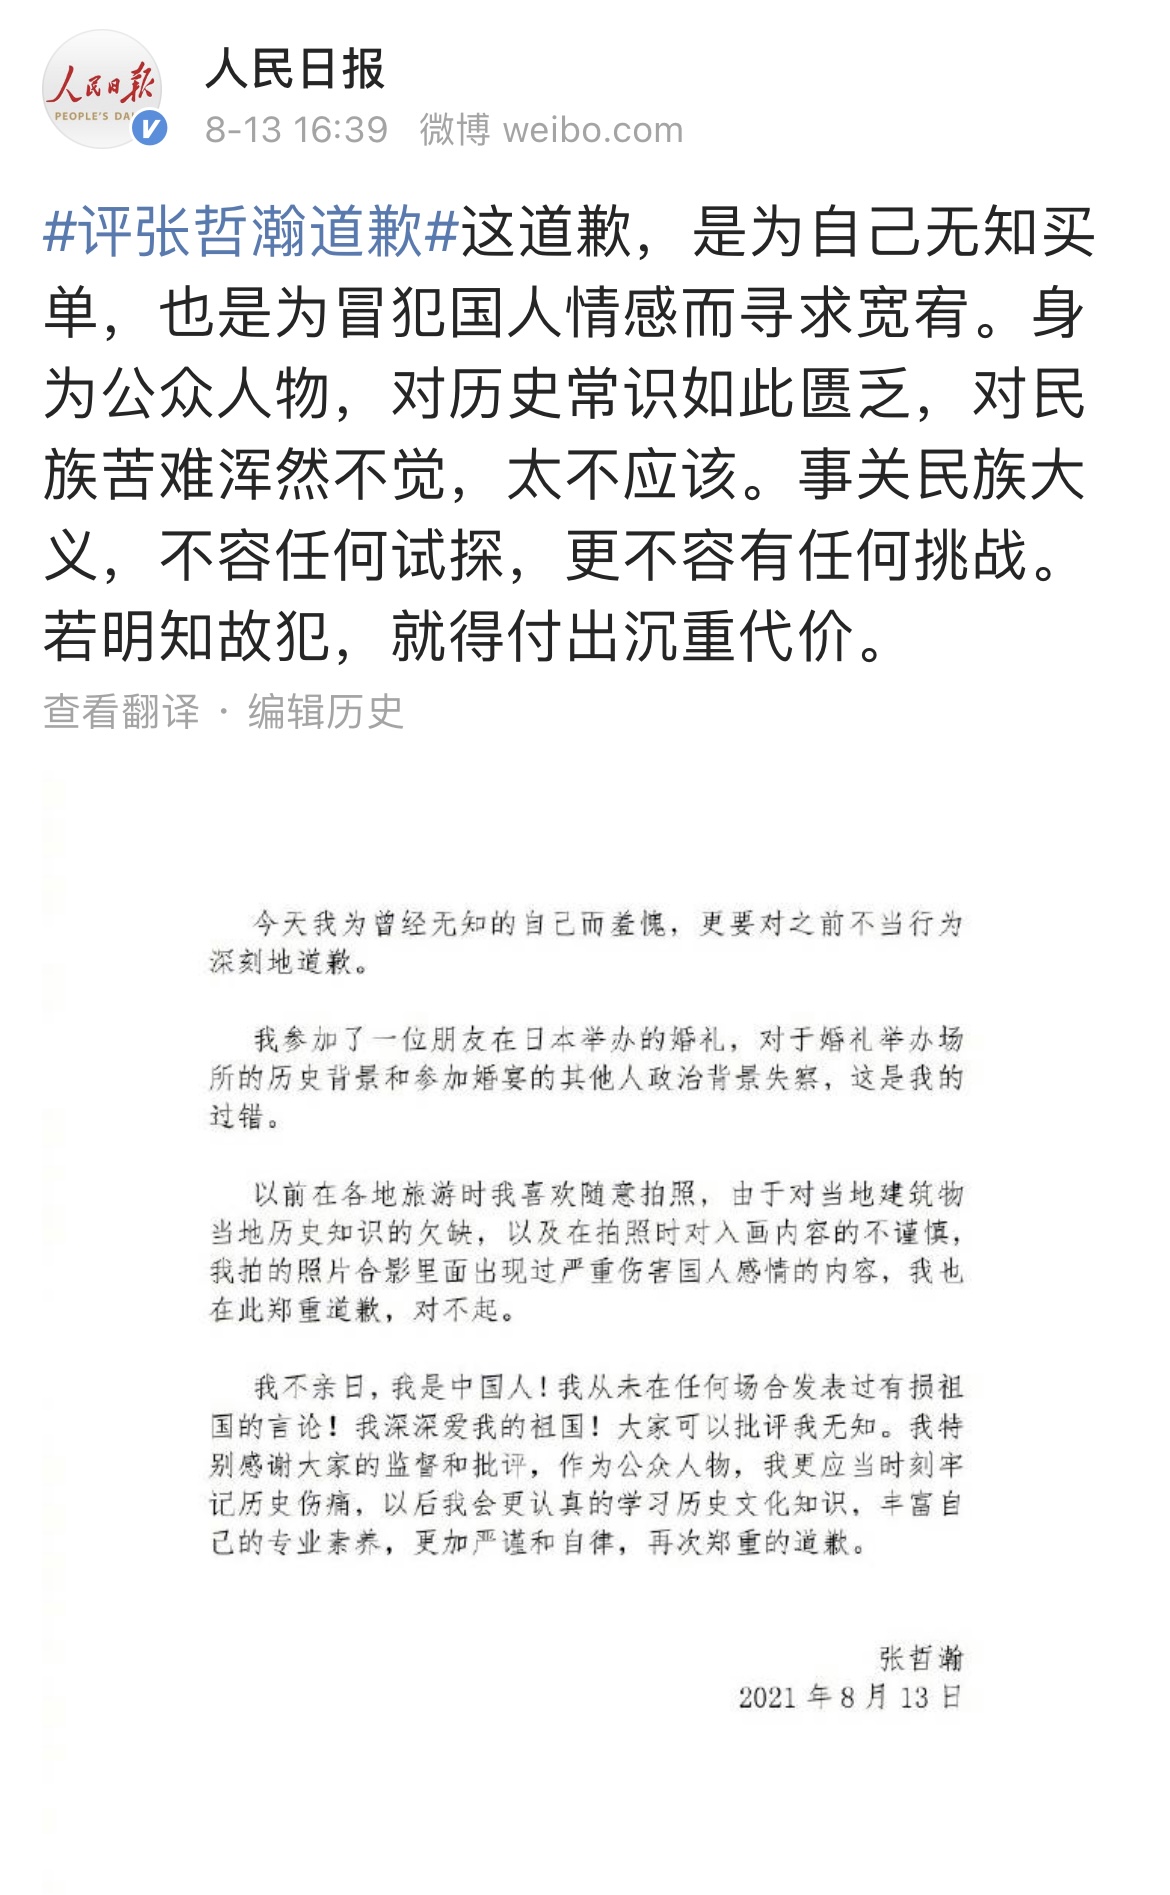 人民日报
PEOPLE'S DA
人民日报
8-13 16:39 微博 weibo.com
#评张哲瀚道歉#这道歉，是为自己无知买
单，也是为冒犯国人情感而寻求宽宥。身
为公众人物，对历史常识如此匮乏，对民
族苦难浑然不觉，太不应该。事关民族大
义，不容任何试探，更不容有任何挑战。
若明知故犯，就得付出沉重代价。
查看翻译 · 编辑历史
今天我为曾经无知的自己而羞愧，更要对之前不当行为
深刻地道歉。
我参加了一位朋友在日本举办的婚礼，对于婚礼举办场
所的历史背景和参加婚宴的其他人政治背景失察，这是我的
过错。
以前在各地旅游时我喜欢随意拍照，由于对当地建筑物
当地历史知识的欠缺，以及在拍照时对入画内容的不谨慎，
我拍的照片合影里面出现过严重伤害国人感情的内容，我也
在此郑重道歉，对不起。
我不亲日，我是中国人！我从未在任何场合发表过有损祖
国的言论！我深深爱我的祖国！大家可以批评我无知。我特
别感谢大家的监督和批评，作为公众人物，我更应当时刻牢
记历史伤痛，以后我会更认真的学习历史文化知识，丰富自
己的专业素养，更加严谨和自律，再次郑重的道歉。
张哲瀚
2021 年 8 月 13 日